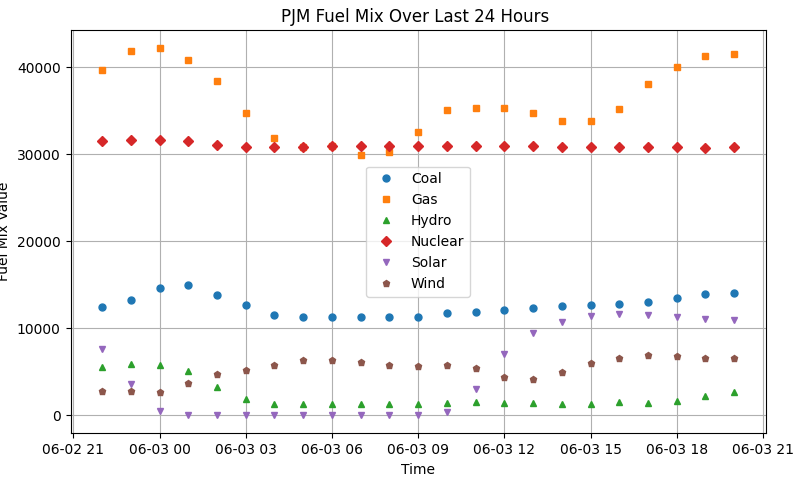 PJM Fuel Mix Over Last 24 Hours
40000
30000
20000
10000
0
Fuel Mix Value
Coal
Gas
Hydro
Nuclear
Solar
Wind
06-02 21 06-03 00 06-03 03 06-03 06 06-03 09 06-03 12 06-03 15 06-03 18 06-03 21
Time